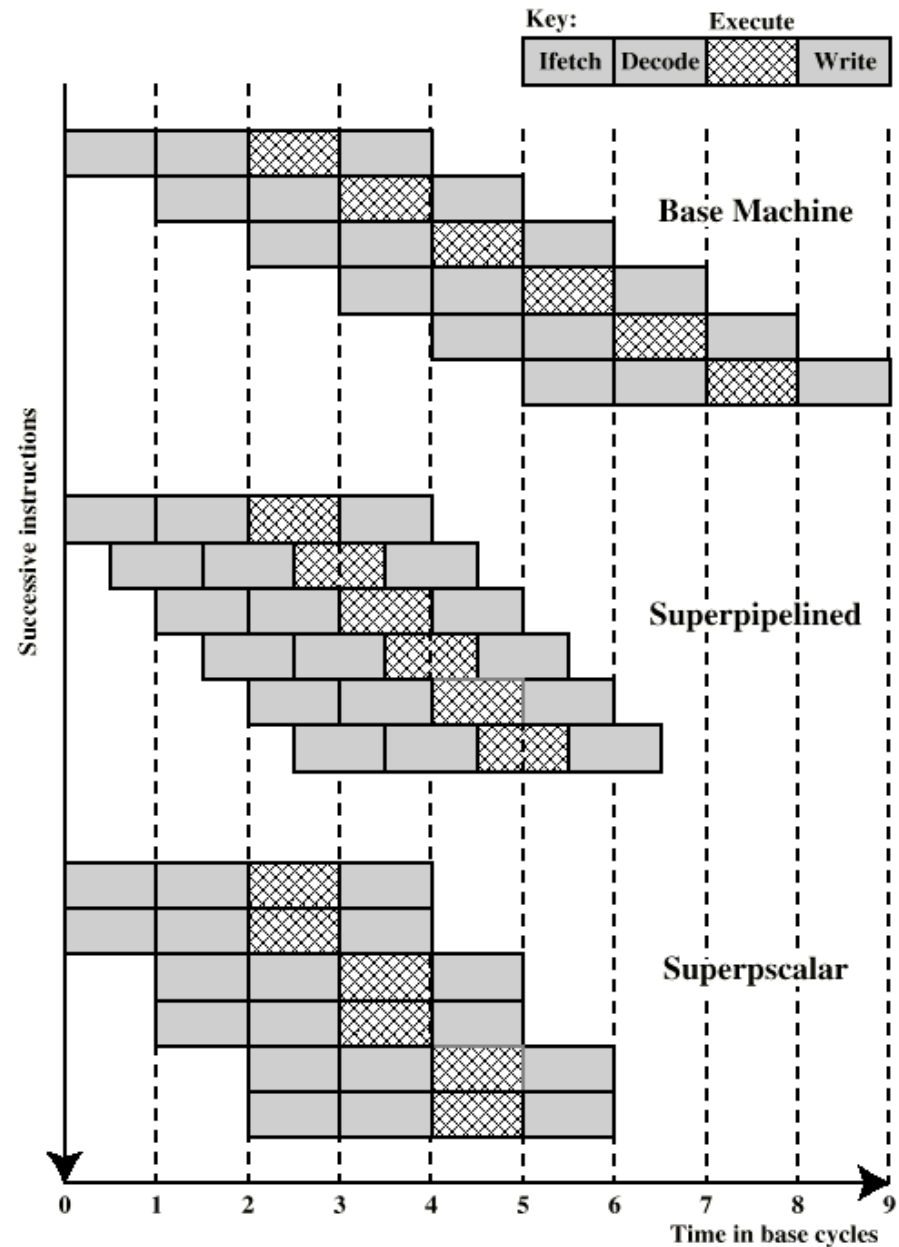 Key:
Execute
Ifetch Decode Write
Base Machine
Successive instructions
Superpipelined
Superpscalar
0 1 2 3 4 5 6 7 8 9
Time in base cycles